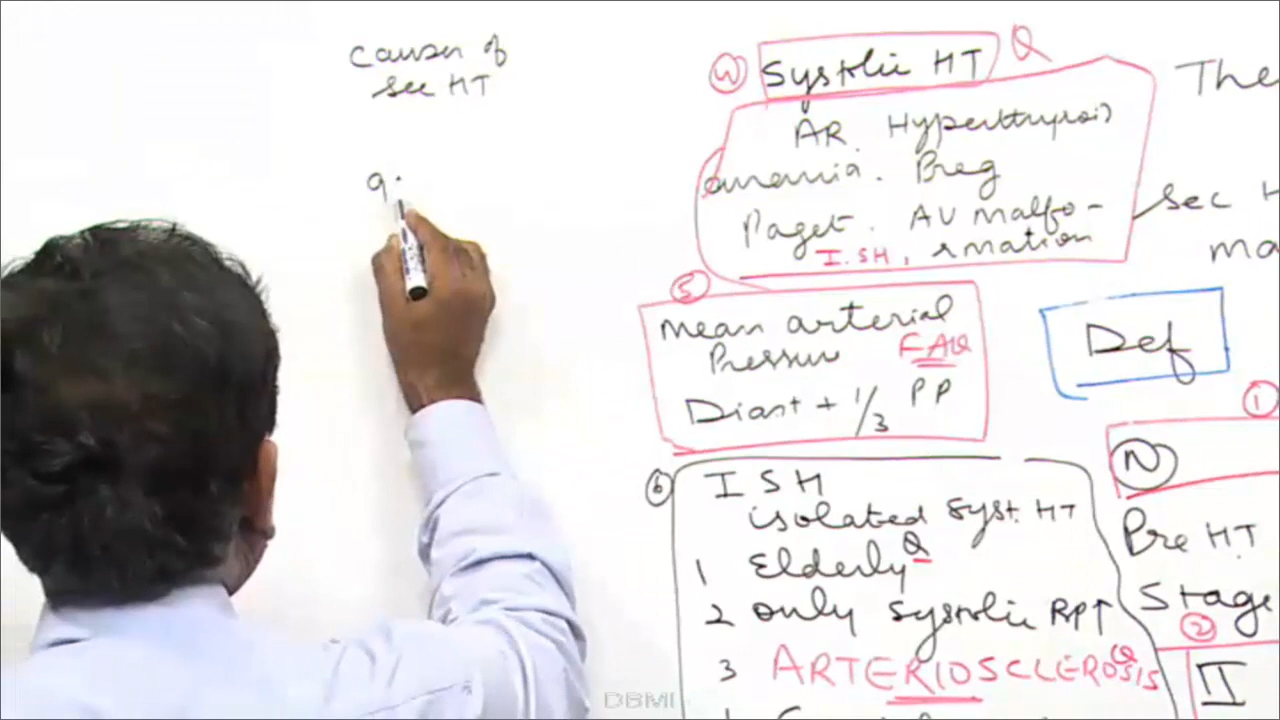 causes of
sec HT
9.
4 Systolic HT Q
AR. Hyperthyroid
anemia. Preg
Paget. AV malfo-
I.SH, rmation
5
mean arterial
Pressure FAQ
Diast + 1/3 PP
6 ISH
isolated syst. HT
1 Elderly Q
2 only systolic BP↑
3 ARTERIOSCLEROSIS Q
The
sec H
ma
Def
1
N
Pre HT
Stage
2
II
DBMI